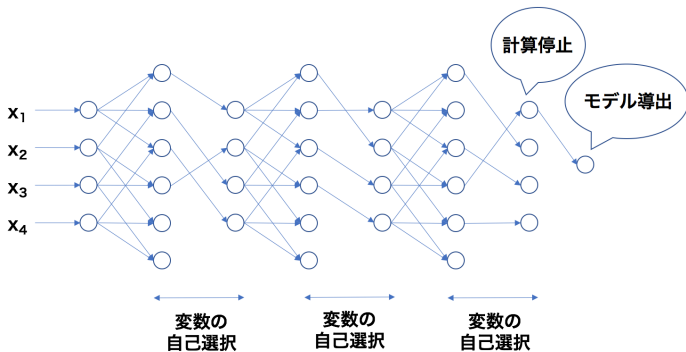 計算停止
モデル導出
x1
x2
x3
x4
変数の
自己選択
変数の
自己選択
変数の
自己選択